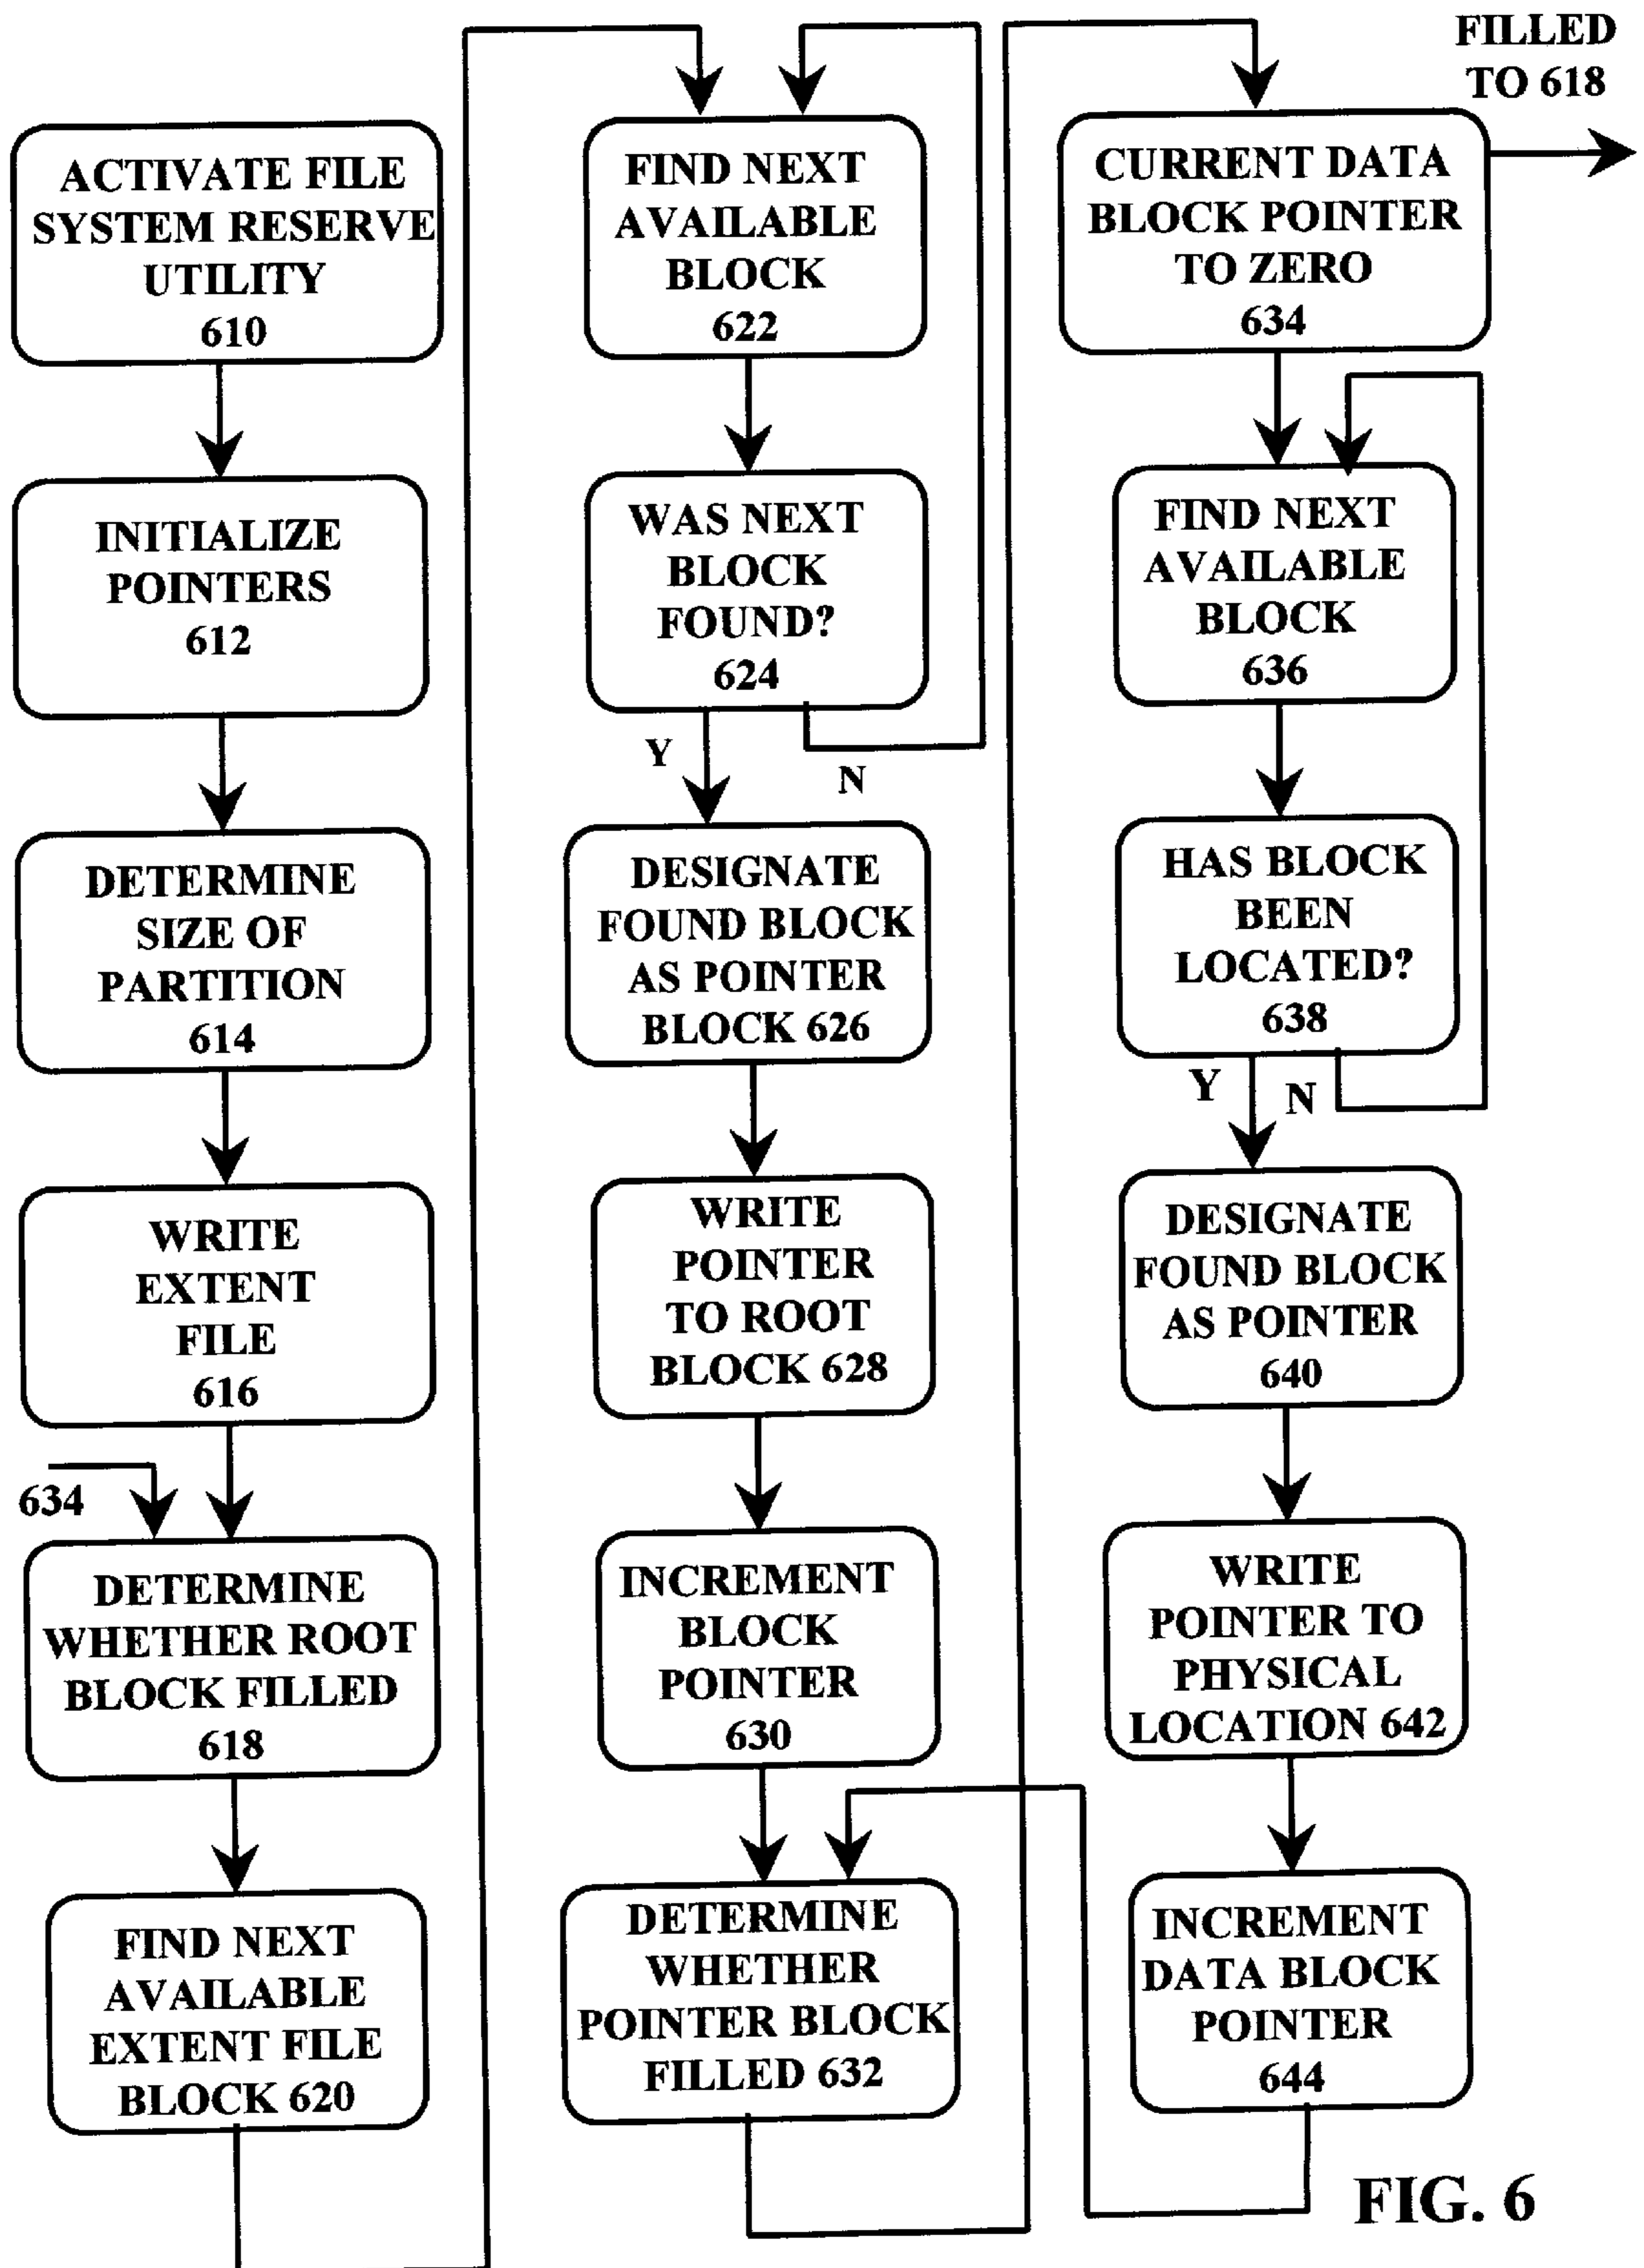 ACTIVATE FILE
SYSTEM RESERVE
UTILITY
610
INITIALIZE
POINTERS
612
DETERMINE
SIZE OF
PARTITION
614
WRITE
EXTENT
FILE
616
634
DETERMINE
WHETHER ROOT
BLOCK FILLED
618
FIND NEXT
AVAILABLE
EXTENT FILE
BLOCK 620
FIND NEXT
AVAILABLE
BLOCK
622
WAS NEXT
BLOCK
FOUND?
624
Y
N
DESIGNATE
FOUND BLOCK
AS POINTER
BLOCK 626
WRITE
POINTER
TO ROOT
BLOCK 628
INCREMENT
BLOCK
POINTER
630
DETERMINE
WHETHER
POINTER BLOCK
FILLED 632
FILLED
TO 618
CURRENT DATA
BLOCK POINTER
TO ZERO
634
FIND NEXT
AVAILABLE
BLOCK
636
HAS BLOCK
BEEN
LOCATED?
638
Y
N
DESIGNATE
FOUND BLOCK
AS POINTER
640
WRITE
POINTER TO
PHYSICAL
LOCATION 642
INCREMENT
DATA BLOCK
POINTER
644
FIG. 6